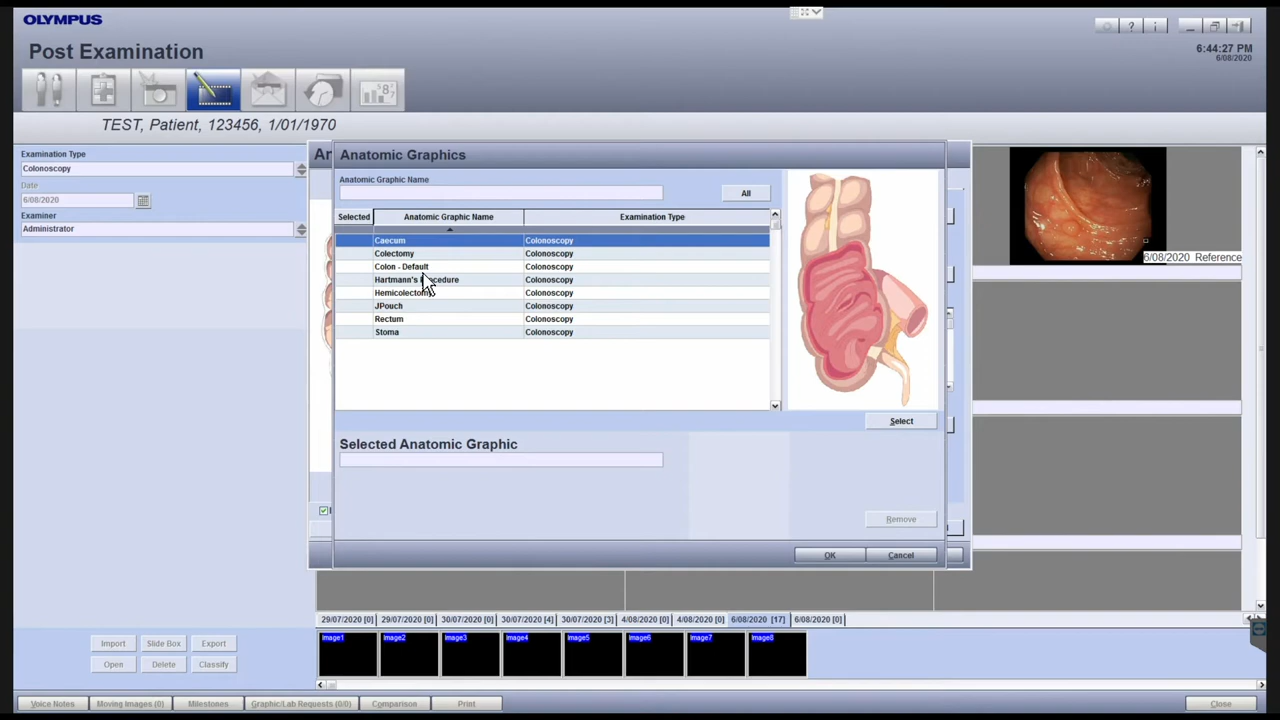 OLYMPUS
? i
Post Examination
6:44:27 PM
6/08/2020
TEST, Patient, 123456, 1/01/1970
Examination Type
Colonoscopy
Date
6/08/2020
Examiner
Administrator
Anatomic Graphics
Anatomic Graphic Name
All
Selected Anatomic Graphic Name Examination Type
Caecum Colonoscopy
Colectomy Colonoscopy
Colon - Default Colonoscopy
Hartmann's Colonoscopy
Hemicolectomy Colonoscopy
JPouch Colonoscopy
Rectum Colonoscopy
Stoma Colonoscopy
6/08/2020 Reference
Select
Selected Anatomic Graphic
Remove
OK Cancel
29/07/2020 [0] 29/07/2020 [0] 30/07/2020 [0] 30/07/2020 [4] 30/07/2020 [3] 4/08/2020 [0] 4/08/2020 [0] 6/08/2020 [17] 6/08/2020 [0]
Image1 Image2 Image3 Image4 Image5 Image6 Image7 Image8
Import Slide Box Export
Open Delete Classify
Voice Notes Moving Images (0) Milestones Graphic/Lab Requests (0/0) Comparison Print Close